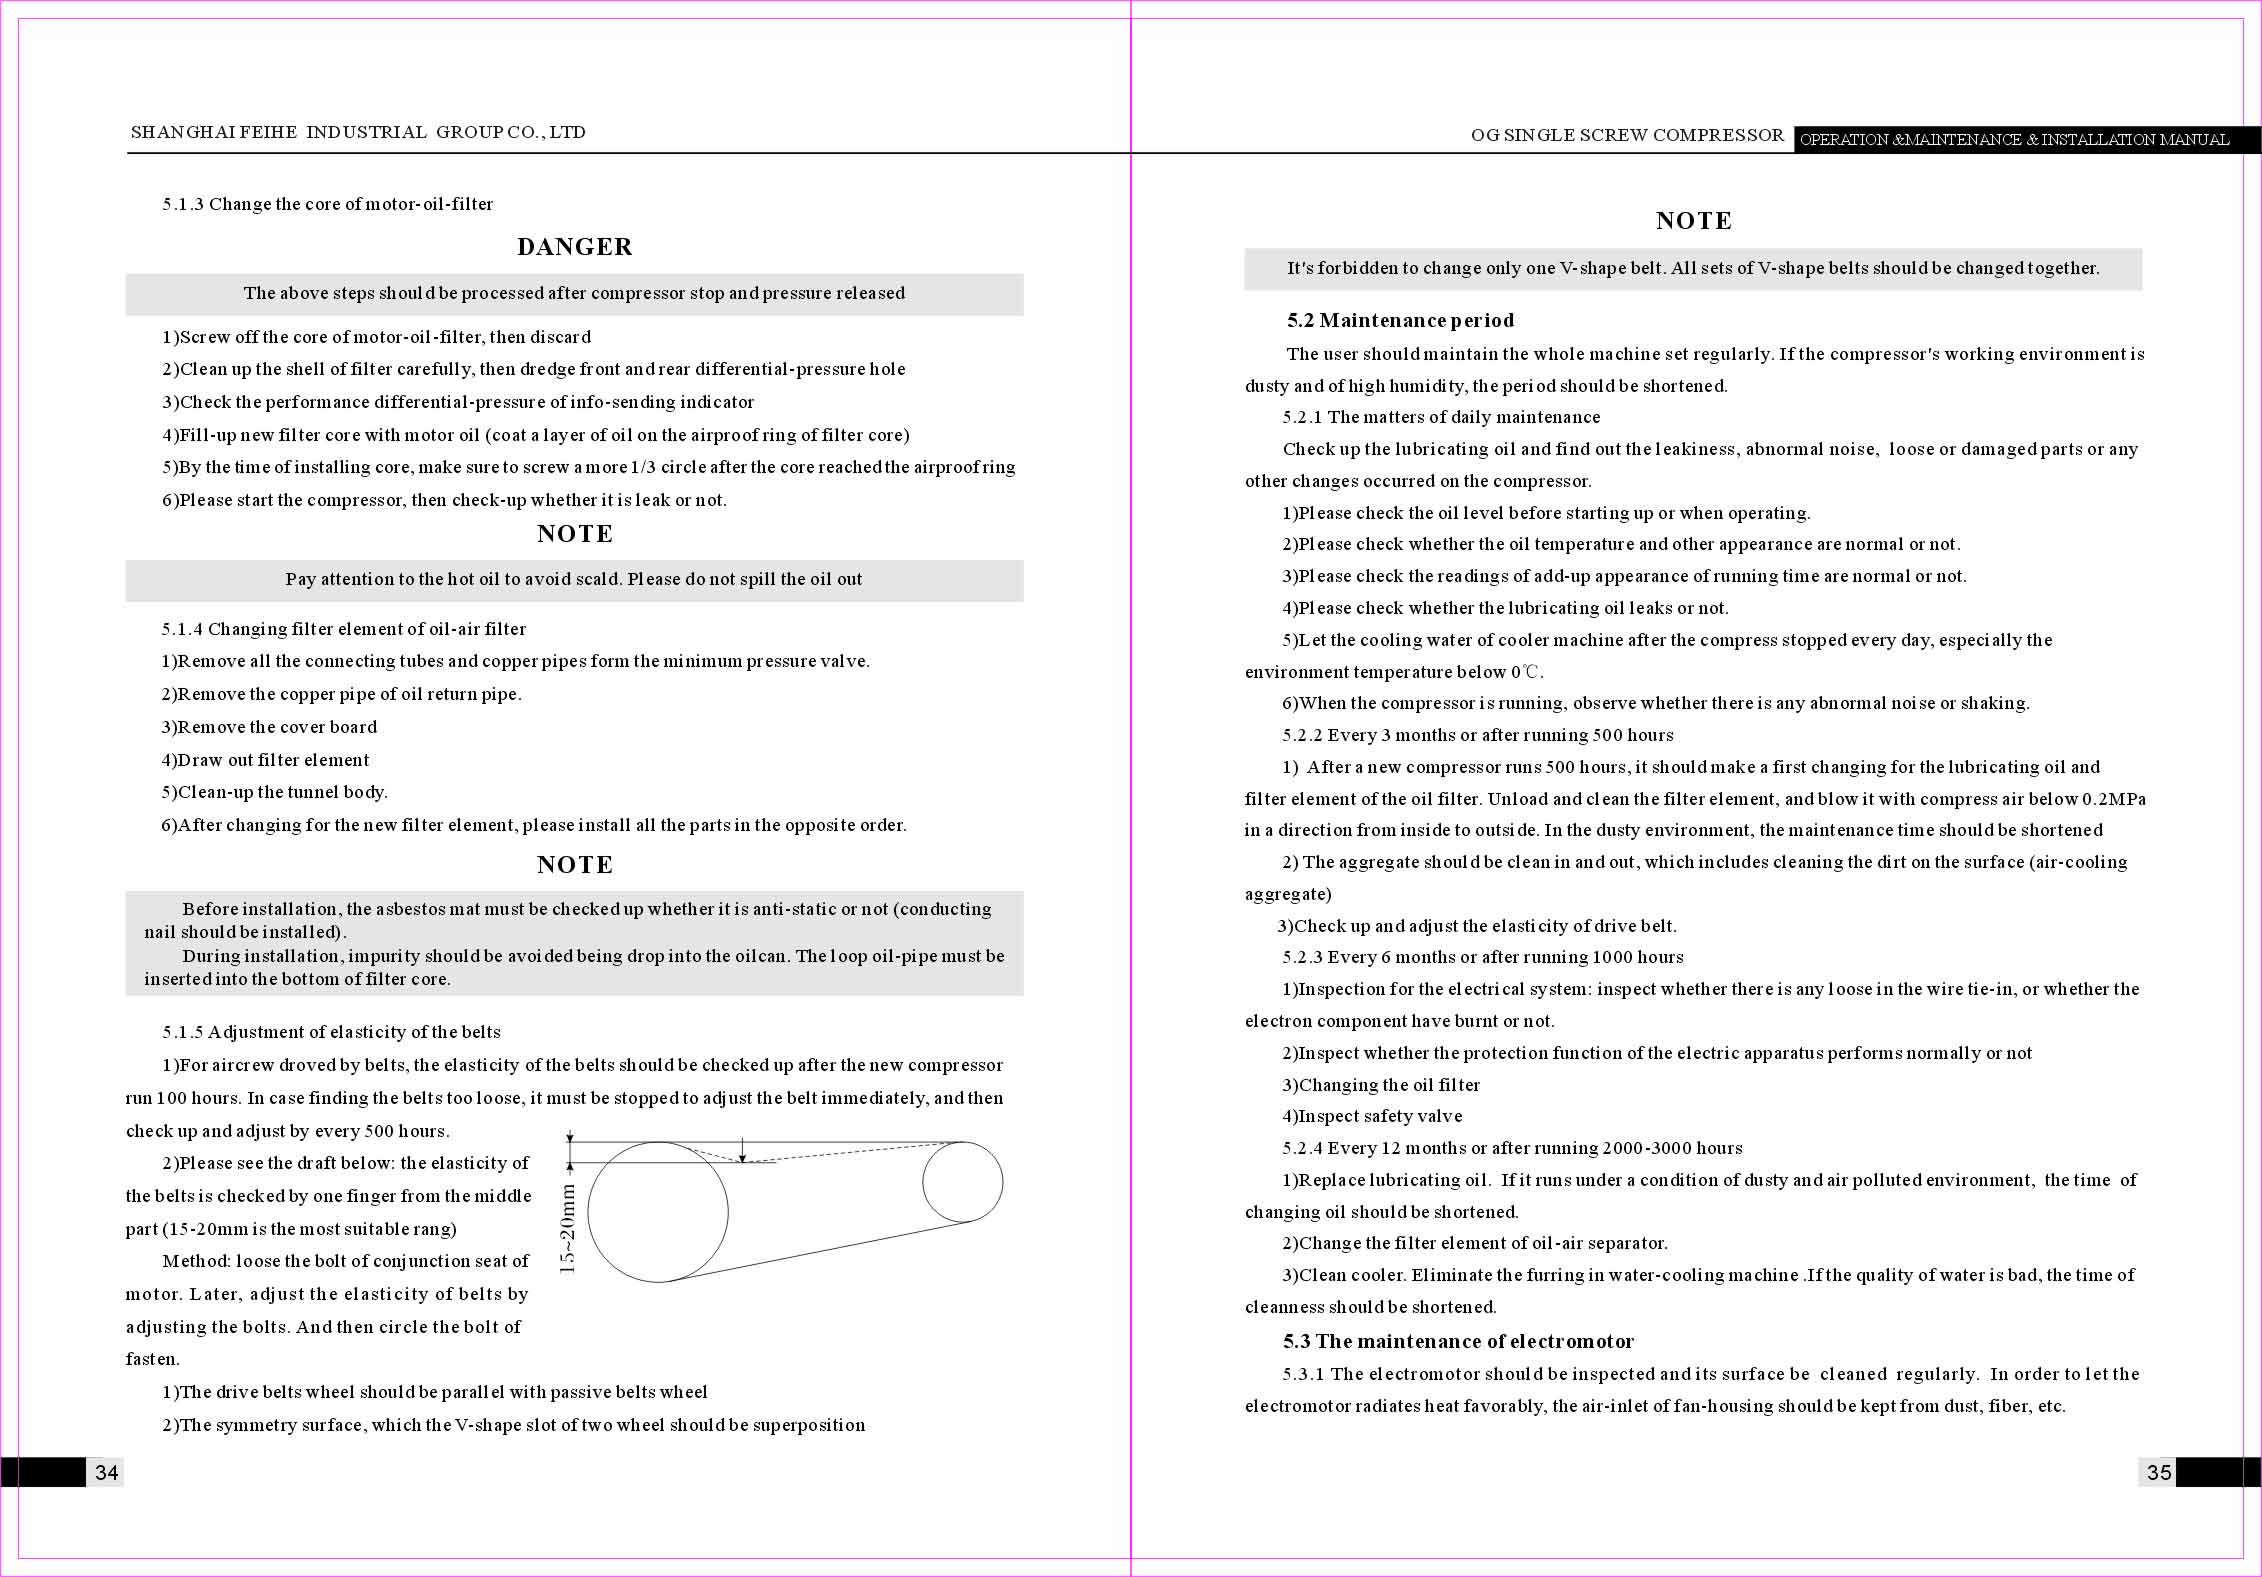 SHANGHAI FEIHE INDUSTRIAL GROUP CO., LTD
5.1.3 Change the core of motor-oil-filter
DANGER
The above steps should be processed after compressor stop and pressure released
1)Screw off the core of motor-oil-filter, then discard
2)Clean up the shell of filter carefully, then dredge front and rear differential-pressure hole
3)Check the performance differential-pressure of info-sending indicator
4)Fill-up new filter core with motor oil (coat a layer of oil on the airproof ring of filter core)
5)By the time of installing core, make sure to screw a more 1/3 circle after the core reached the airproof ring
6)Please start the compressor, then check-up whether it is leak or not.
NOTE
Pay attention to the hot oil to avoid scald. Please do not spill the oil out
5.1.4 Changing filter element of oil-air filter
1)Remove all the connecting tubes and copper pipes form the minimum pressure valve.
2)Remove the copper pipe of oil return pipe.
3)Remove the cover board
4)Draw out filter element
5)Clean-up the tunnel body.
6)After changing for the new filter element, please install all the parts in the opposite order.
NOTE
Before installation, the asbestos mat must be checked up whether it is anti-static or not (conducting
nail should be installed).
During installation, impurity should be avoided being drop into the oilcan. The loop oil-pipe must be
inserted into the bottom of filter core.
5.1.5 Adjustment of elasticity of the belts
1)For aircrew droved by belts, the elasticity of the belts should be checked up after the new compressor
run 100 hours. In case finding the belts too loose, it must be stopped to adjust the belt immediately, and then
check up and adjust by every 500 hours.
2)Please see the draft below: the elasticity of
the belts is checked by one finger from the middle
part (15-20mm is the most suitable rang)
Method: loose the bolt of conjunction seat of
motor. Later, adjust the elasticity of belts by
adjusting the bolts. And then circle the bolt of
fasten.
15~20mm
1)The drive belts wheel should be parallel with passive belts wheel
2)The symmetry surface, which the V-shape slot of two wheel should be superposition
34
OG SINGLE SCREW COMPRESSOR OPERATION &MAINTENANCE & INSTALLATION MANUAL
NOTE
It's forbidden to change only one V-shape belt. All sets of V-shape belts should be changed together.
5.2 Maintenance period
The user should maintain the whole machine set regularly. If the compressor's working environment is
dusty and of high humidity, the period should be shortened.
5.2.1 The matters of daily maintenance
Check up the lubricating oil and find out the leakiness, abnormal noise, loose or damaged parts or any
other changes occurred on the compressor.
1)Please check the oil level before starting up or when operating.
2)Please check whether the oil temperature and other appearance are normal or not.
3)Please check the readings of add-up appearance of running time are normal or not.
4)Please check whether the lubricating oil leaks or not.
5)Let the cooling water of cooler machine after the compress stopped every day, especially the
environment temperature below 0℃.
6)When the compressor is running, observe whether there is any abnormal noise or shaking.
5.2.2 Every 3 months or after running 500 hours
1) After a new compressor runs 500 hours, it should make a first changing for the lubricating oil and
filter element of the oil filter. Unload and clean the filter element, and blow it with compress air below 0.2MPa
in a direction from inside to outside. In the dusty environment, the maintenance time should be shortened
2) The aggregate should be clean in and out, which includes cleaning the dirt on the surface (air-cooling
aggregate)
3)Check up and adjust the elasticity of drive belt.
5.2.3 Every 6 months or after running 1000 hours
1)Inspection for the electrical system: inspect whether there is any loose in the wire tie-in, or whether the
electron component have burnt or not.
2)Inspect whether the protection function of the electric apparatus performs normally or not
3)Changing the oil filter
4)Inspect safety valve
5.2.4 Every 12 months or after running 2000-3000 hours
1)Replace lubricating oil. If it runs under a condition of dusty and air polluted environment, the time of
changing oil should be shortened.
2)Change the filter element of oil-air separator.
3)Clean cooler. Eliminate the furring in water-cooling machine .If the quality of water is bad, the time of
cleanness should be shortened.
5.3 The maintenance of electromotor
5.3.1 The electromotor should be inspected and its surface be cleaned regularly. In order to let the
electromotor radiates heat favorably, the air-inlet of fan-housing should be kept from dust, fiber, etc.
35